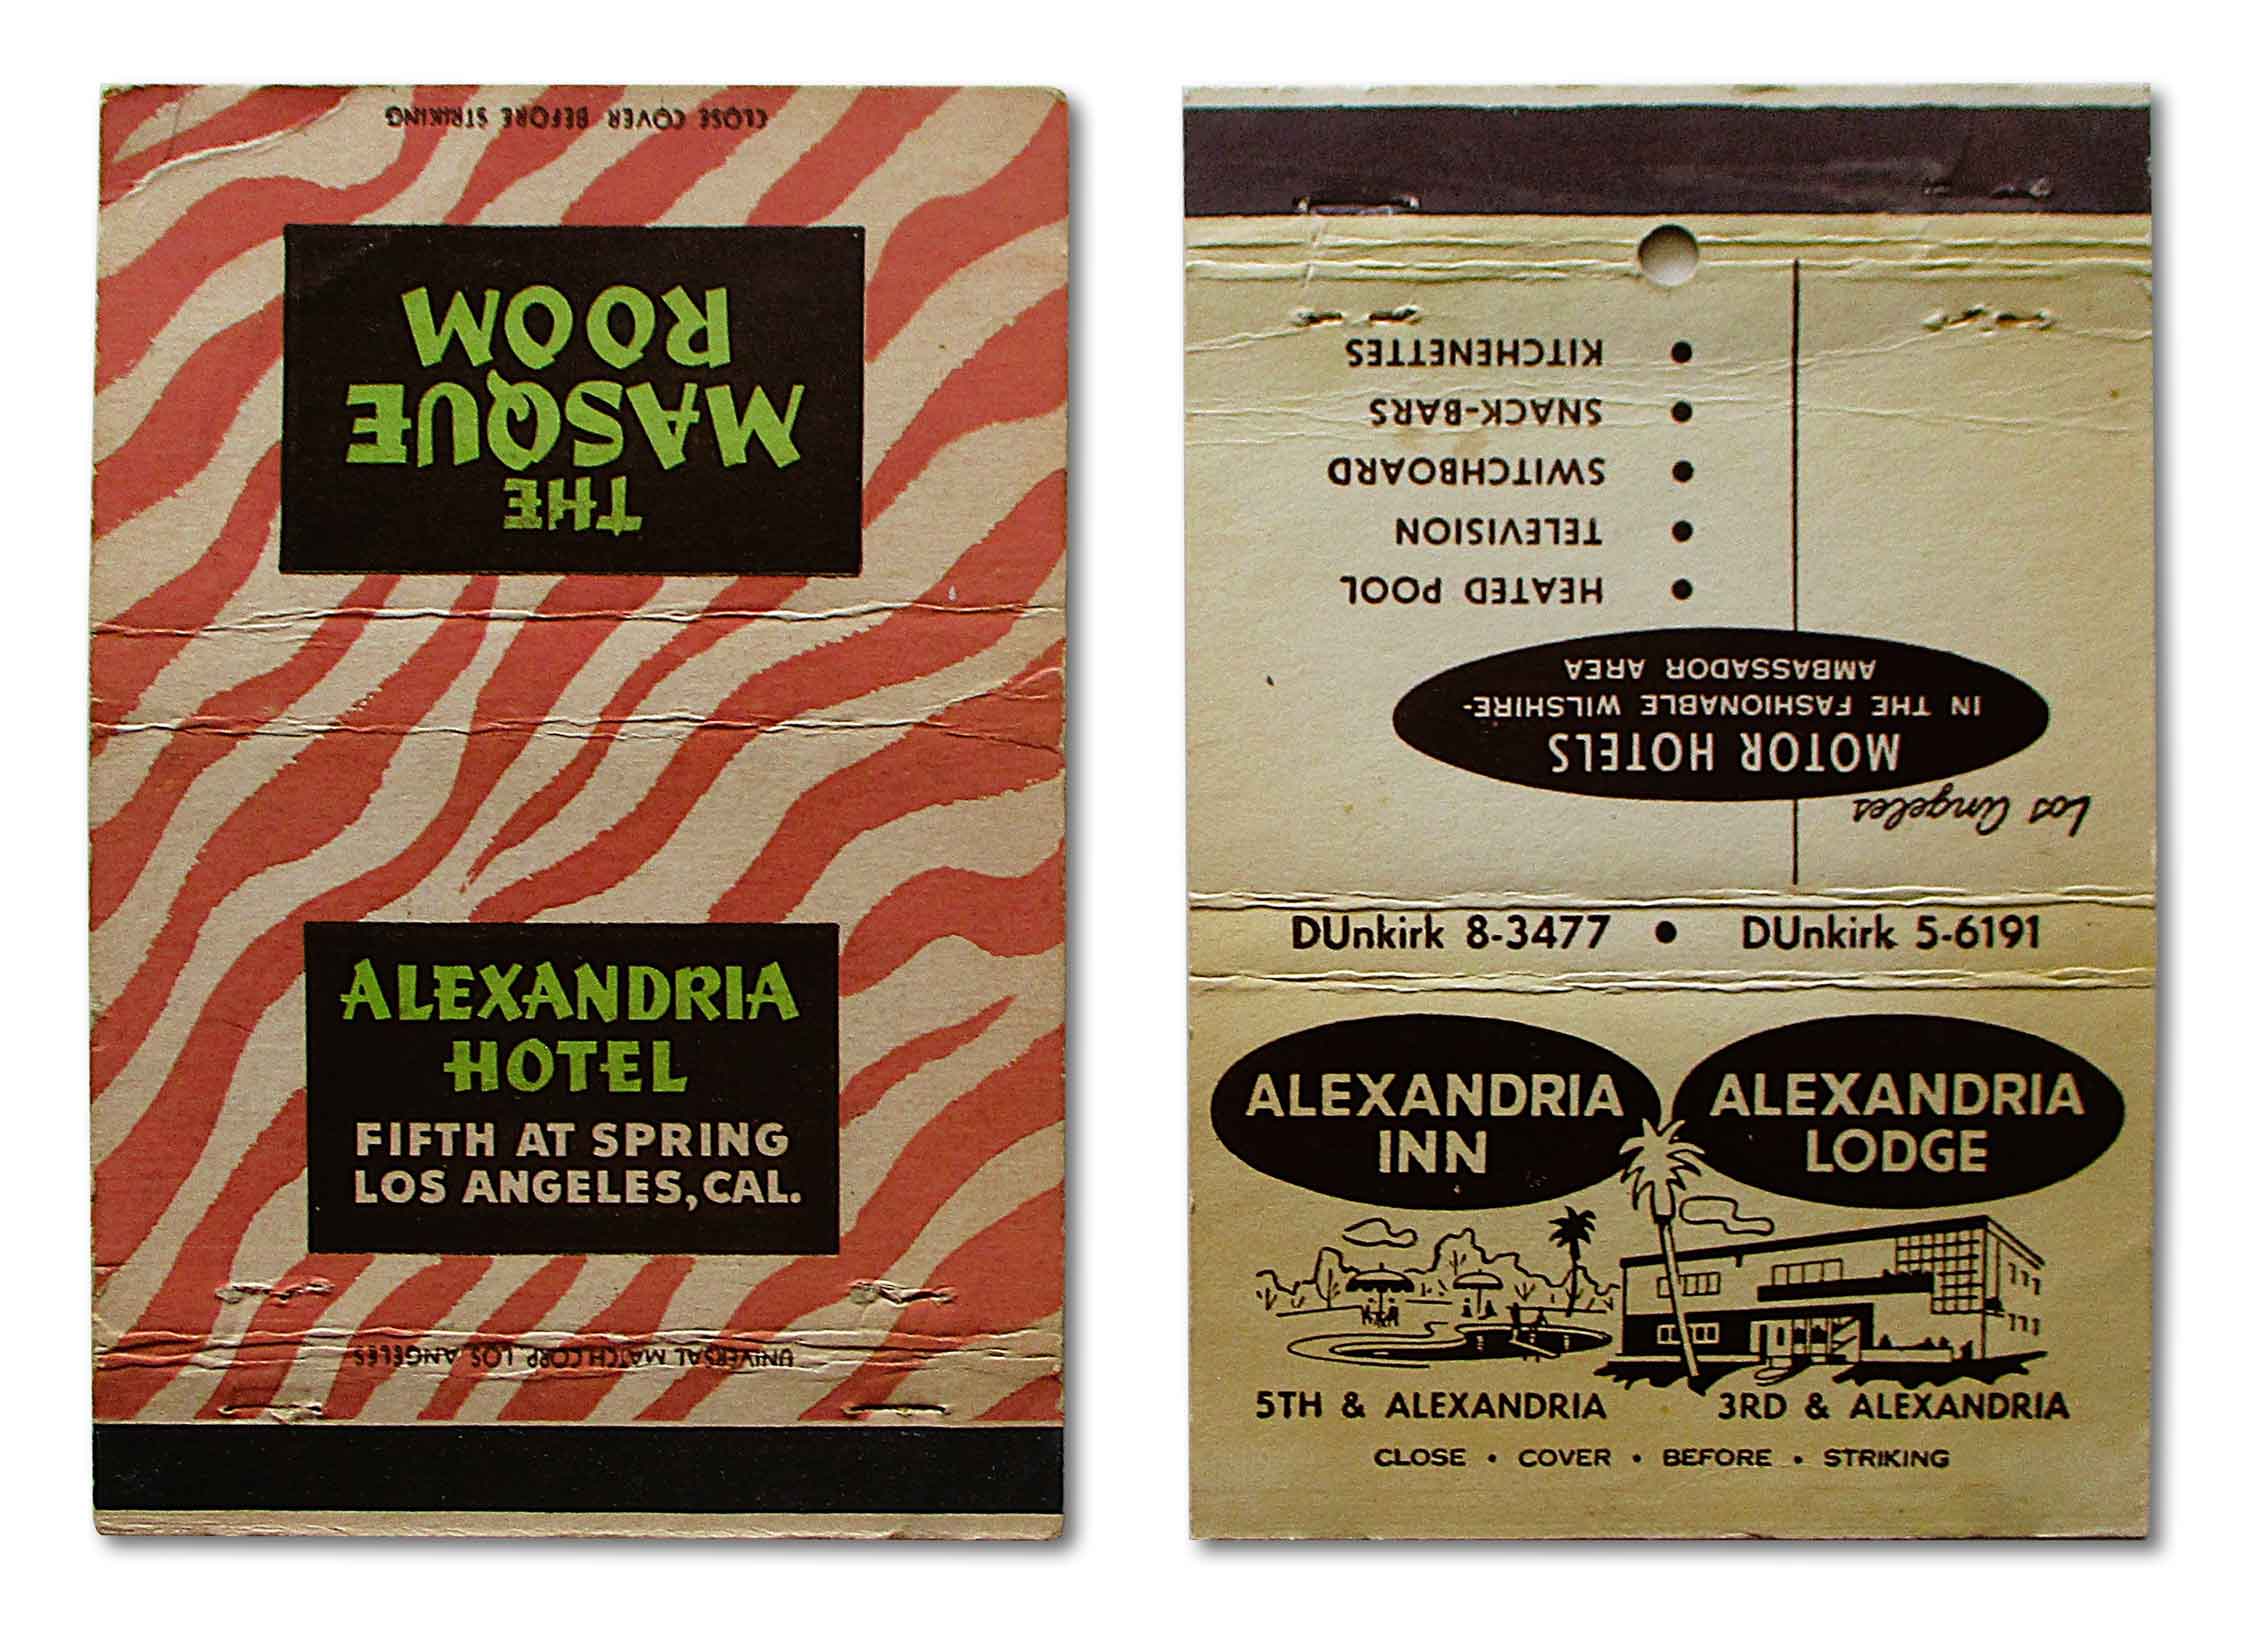 CLOSE COVER BEFORE STRIKING
THE
MASQUE
ROOM
ALEXANDRIA
HOTEL
FIFTH AT SPRING
LOS ANGELES, CAL.
UNIVERSAL MATCH CORP. LOS ANGELES
Los Angeles
MOTOR HOTELS
IN THE FASHIONABLE WILSHIRE-
AMBASSADOR AREA
• HEATED POOL
• TELEVISION
• SWITCHBOARD
• SNACK-BARS
• KITCHENETTES
DUnkirk 8-3477 • DUnkirk 5-6191
ALEXANDRIA
INN
ALEXANDRIA
LODGE
5TH & ALEXANDRIA
3RD & ALEXANDRIA
CLOSE • COVER • BEFORE • STRIKING